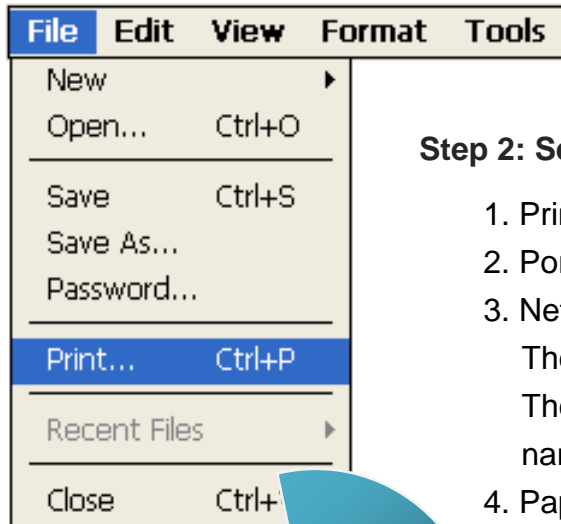 File Edit View Format Tools
New
Open... Ctrl+O
Save Ctrl+S
Save As...
Password...
Print... Ctrl+P
Recent Files
Close
Step 2:
1.
2.
3.
4.